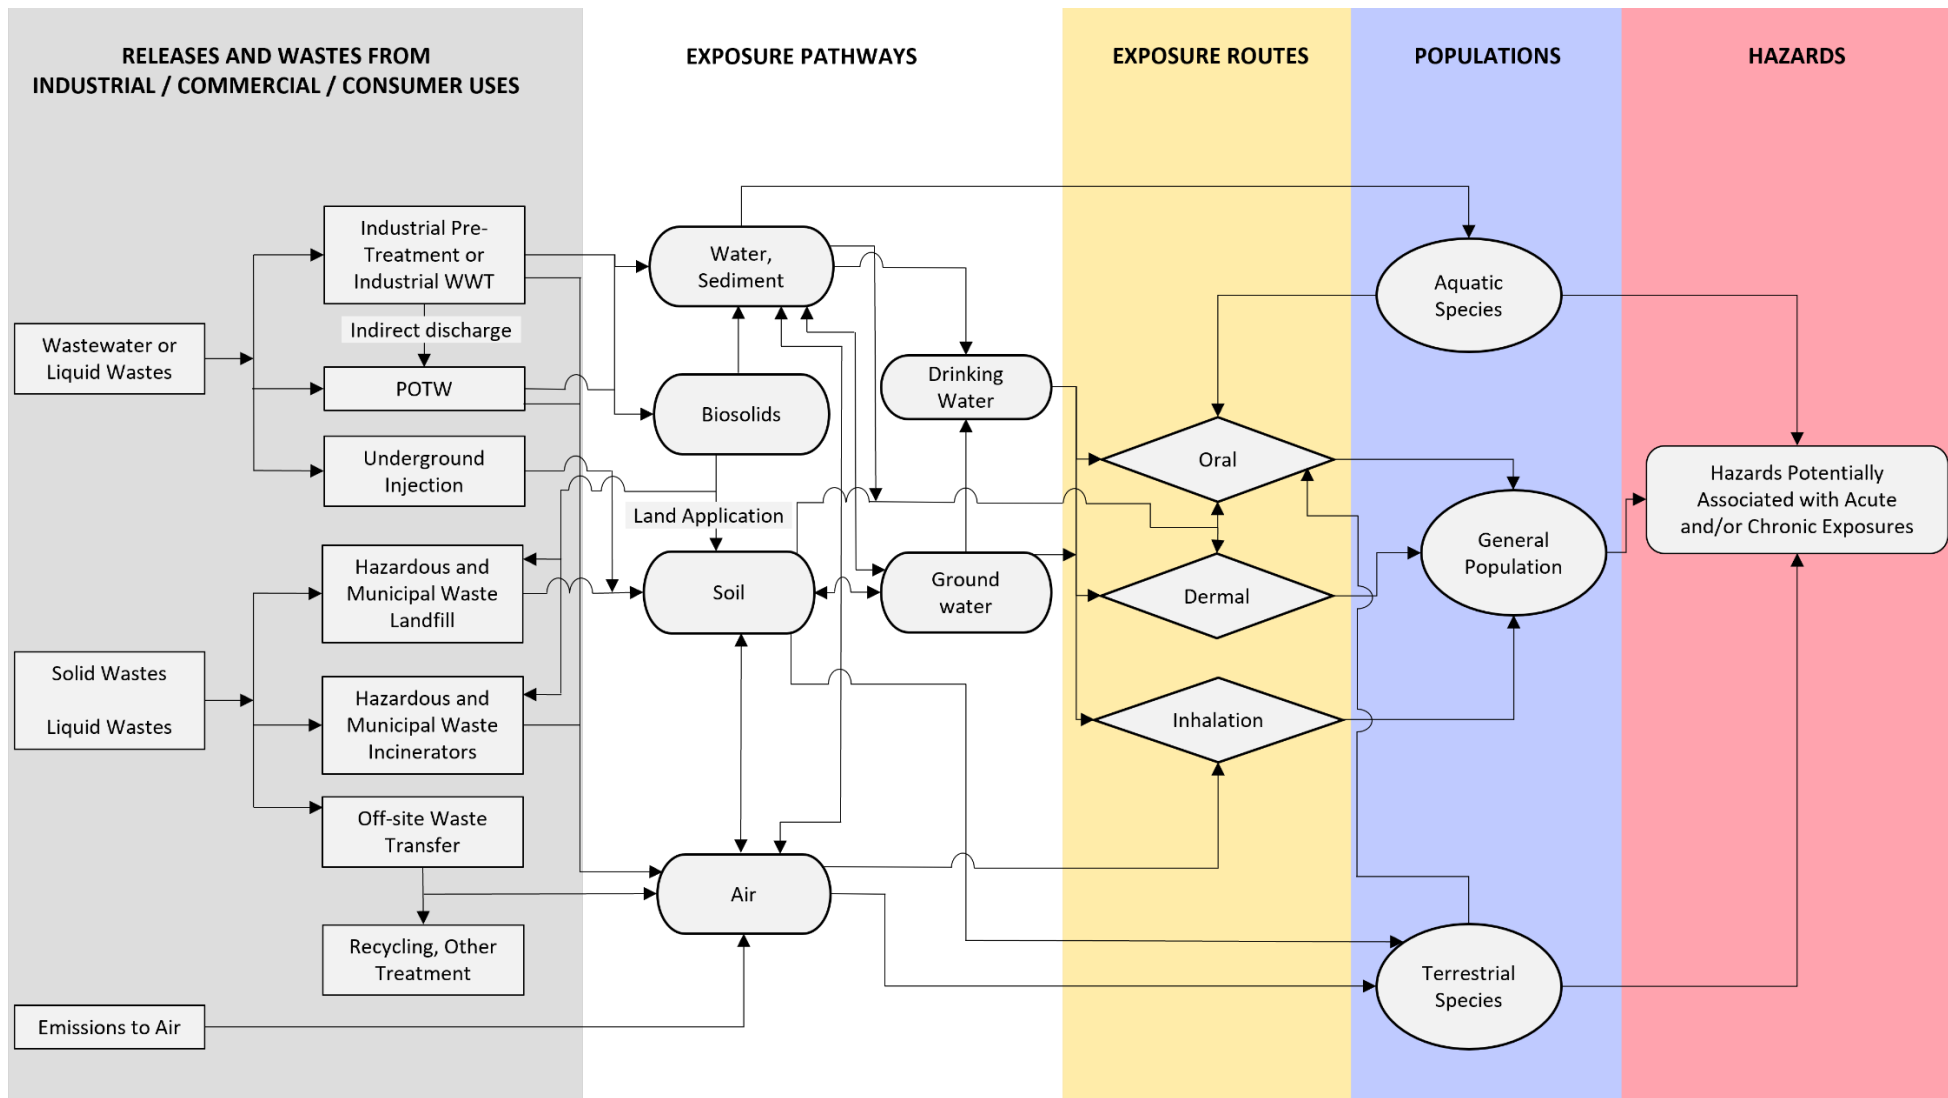 RELEASES AND WASTES FROM
INDUSTRIAL / COMMERCIAL / CONSUMER USES
EXPOSURE PATHWAYS
EXPOSURE ROUTES
POPULATIONS
HAZARDS
Wastewater or
Liquid Wastes
Solid Wastes
Liquid Wastes
Emissions to Air
Industrial Pre-
Treatment or
Industrial WWT
Indirect discharge
POTW
Underground
Injection
Hazardous and
Municipal Waste
Landfill
Hazardous and
Municipal Waste
Incinerators
Off-site Waste
Transfer
Recycling, Other
Treatment
Water,
Sediment
Biosolids
Land Application
Soil
Air
Drinking
Water
Ground
water
Oral
Dermal
Inhalation
Aquatic
Species
General
Population
Terrestrial
Species
Hazards Potentially
Associated with Acute
and/or Chronic Exposures